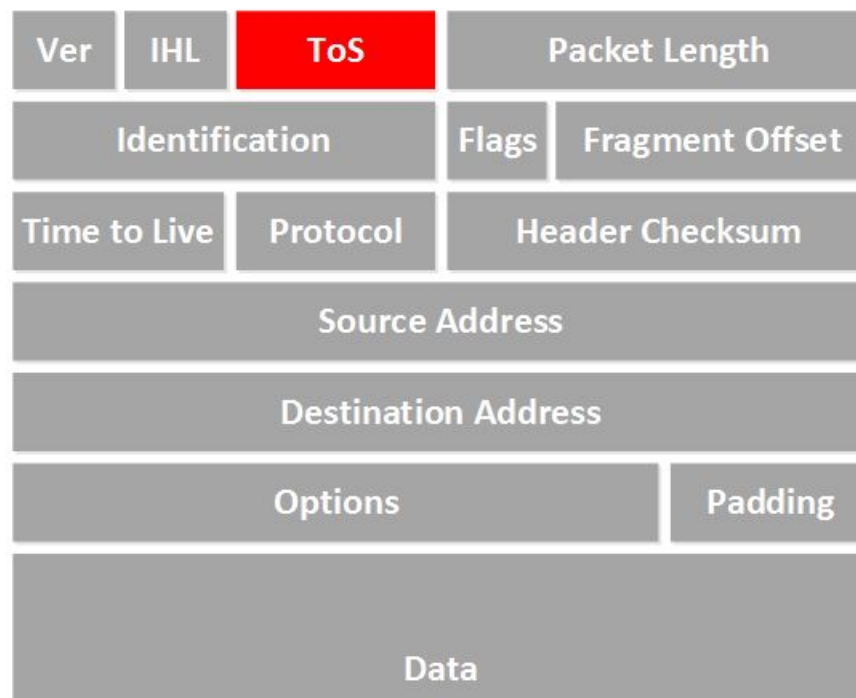 Ver IHL ToS Packet Length
Identification Flags Fragment Offset
Time to Live Protocol Header Checksum
Source Address
Destination Address
Options Padding
Data